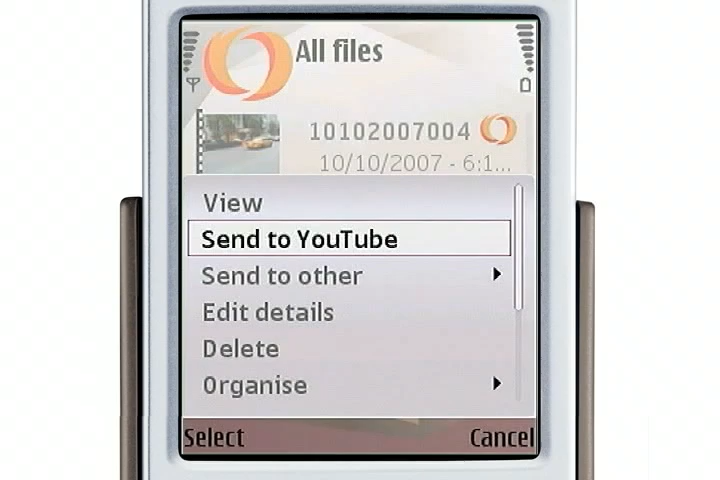 All files
10102007004
10/10/2007 - 6:1...
View
Send to YouTube
Send to other
Edit details
Delete
Organise
Select Cancel